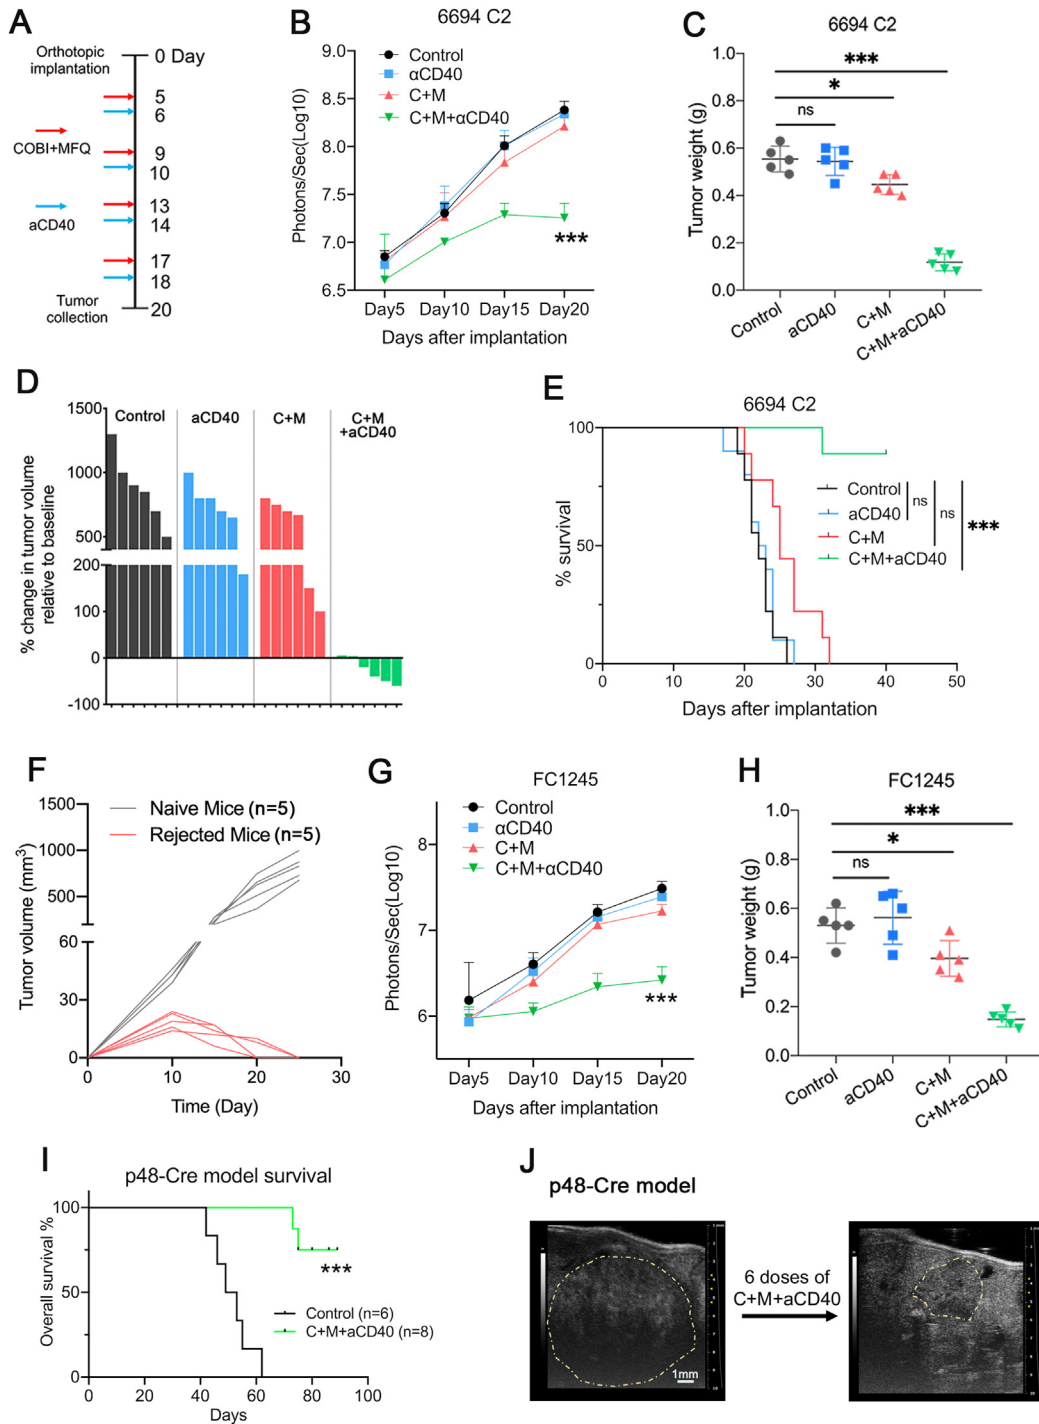 A
Orthotopic
implantation
0 Day
5
6
COBI+MFQ
9
10
aCD40
13
14
17
18
Tumor
collection
20
B
6694 C2
Control
αCD40
C+M
C+M+αCD40
9.0
8.5
8.0
7.5
7.0
6.5
Photons/Sec(Log10)
***
Day5 Day10 Day15 Day20
Days after implantation
C
6694 C2
1.0
0.8
0.6
0.4
0.2
0.0
Tumor weight (g)
***
*
ns
Control
aCD40
C+M
C+M+aCD40
D
1500
1000
500
200
100
0
-100
% change in tumor volume
relative to baseline
Control
aCD40
C+M
C+M
+aCD40
E
6694 C2
100
50
0
% survival
Control
aCD40
C+M
C+M+aCD40
ns
ns
***
0 10 20 30 40 50
Days after implantation
F
1500
1000
500
60
30
0
Tumor volume (mm³)
Naive Mice (n=5)
Rejected Mice (n=5)
0 10 20 30
Time (Day)
G
FC1245
Control
αCD40
C+M
C+M+αCD40
8
7
6
Photons/Sec(Log10)
***
Day5 Day10 Day15 Day20
Days after implantation
H
FC1245
1.0
0.8
0.6
0.4
0.2
0.0
Tumor weight (g)
***
*
ns
Control
aCD40
C+M
C+M+aCD40
I
p48-Cre model survival
100
50
0
Overall survival %
***
Control (n=6)
C+M+aCD40 (n=8)
0 20 40 60 80 100
Days
J
p48-Cre model
1mm
6 doses of
C+M+aCD40